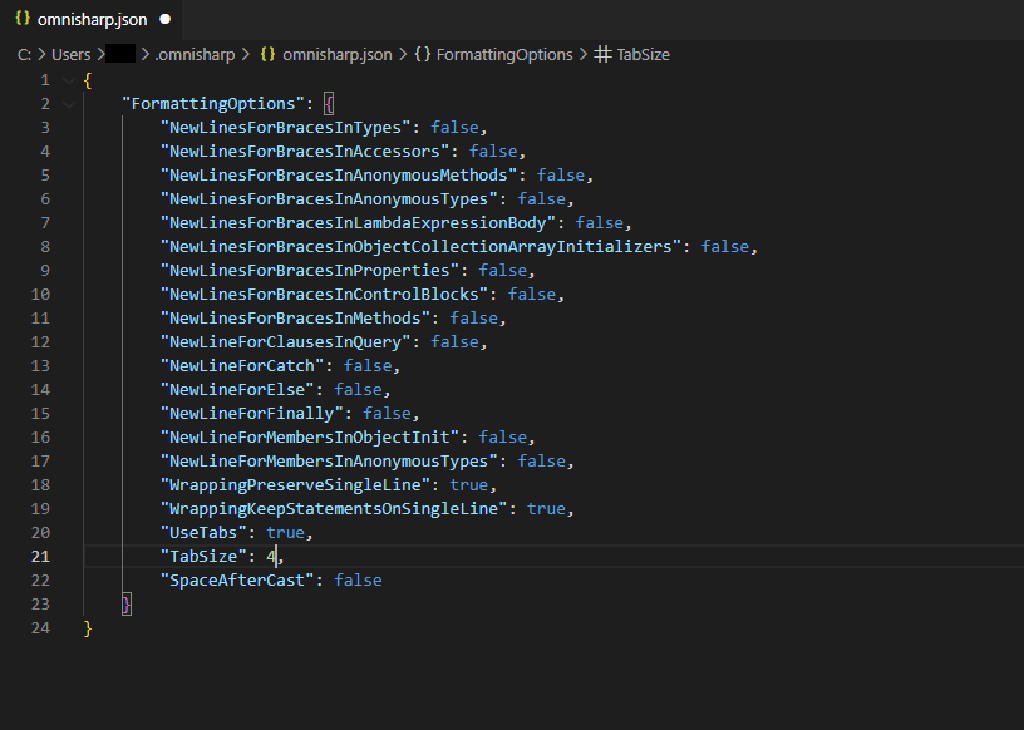 {} omnisharp.json ●
C: > Users > > .omnisharp > {} omnisharp.json > {} FormattingOptions > # TabSize
1 {
2 "FormattingOptions": {
3 "NewLinesForBracesInTypes": false,
4 "NewLinesForBracesInAccessors": false,
5 "NewLinesForBracesInAnonymousMethods": false,
6 "NewLinesForBracesInAnonymousTypes": false,
7 "NewLinesForBracesInLambdaExpressionBody": false,
8 "NewLinesForBracesInObjectCollectionArrayInitializers": false,
9 "NewLinesForBracesInProperties": false,
10 "NewLinesForBracesInControlBlocks": false,
11 "NewLinesForBracesInMethods": false,
12 "NewLineForClausesInQuery": false,
13 "NewLineForCatch": false,
14 "NewLineForElse": false,
15 "NewLineForFinally": false,
16 "NewLineForMembersInObjectInit": false,
17 "NewLineForMembersInAnonymousTypes": false,
18 "WrappingPreserveSingleLine": true,
19 "WrappingKeepStatementsOnSingleLine": true,
20 "UseTabs": true,
21 "TabSize": 4,
22 "SpaceAfterCast": false
23 }
24 }